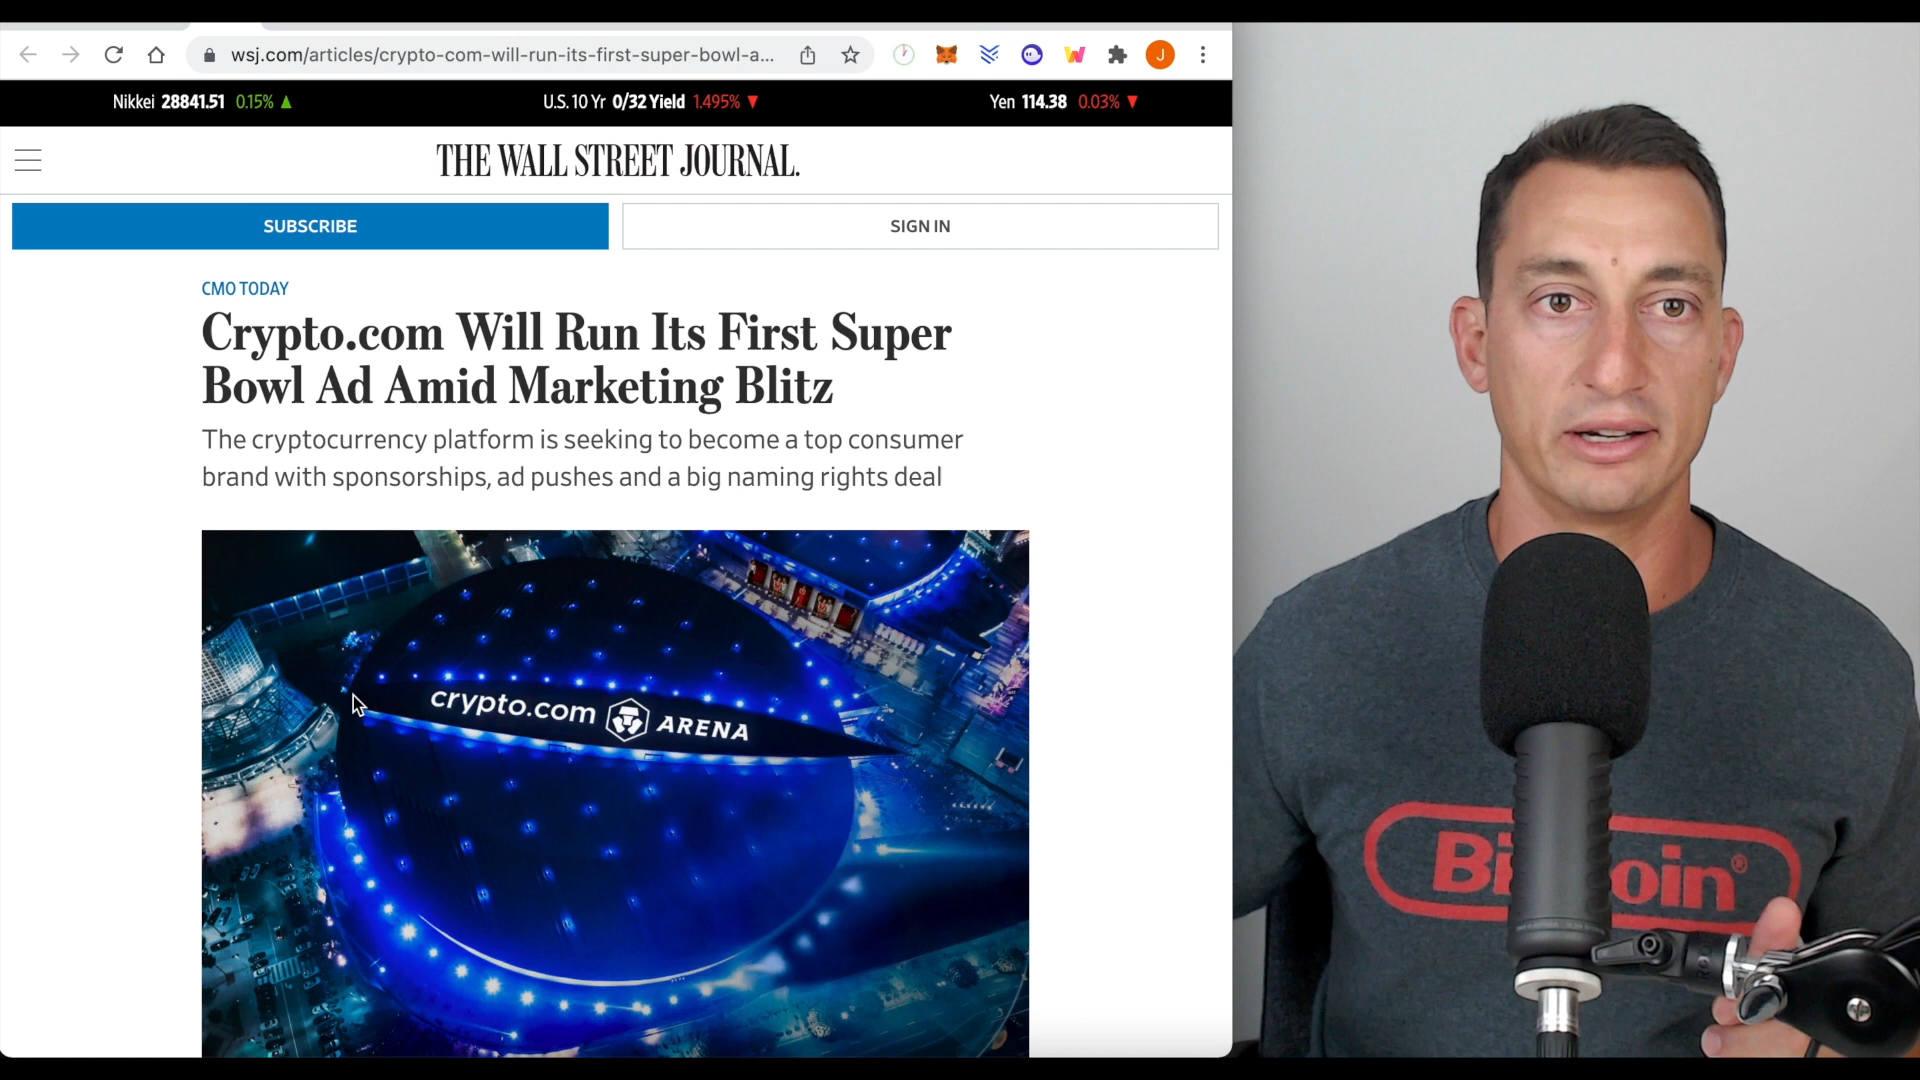 wsj.com/articles/crypto-com-will-run-its-first-super-bowl-a...
J
Nikkei 28841.51 0.15% ▲ U.S. 10 Yr 0/32 Yield 1.495% ▼ Yen 114.38 0.03% ▼
THE WALL STREET JOURNAL.
SUBSCRIBE SIGN IN
CMO TODAY
Crypto.com Will Run Its First Super
Bowl Ad Amid Marketing Blitz
The cryptocurrency platform is seeking to become a top consumer
brand with sponsorships, ad pushes and a big naming rights deal
crypto.com ARENA